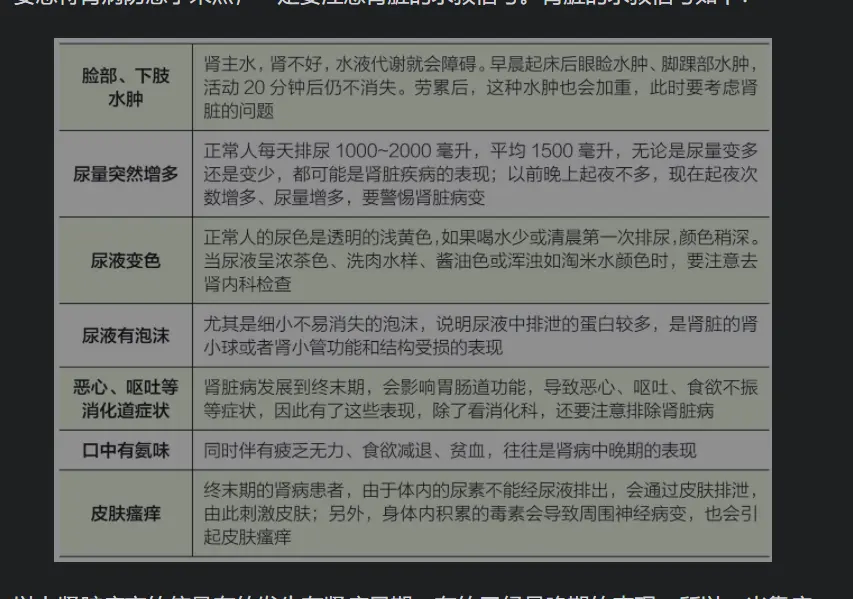 脸部、下肢
水肿
肾主水，肾不好，水液代谢就会障碍。早晨起床后眼睑水肿、脚踝部水肿，
活动 20 分钟后仍不消失。劳累后，这种水肿也会加重，此时要考虑肾
脏的问题
尿量突然增多
正常人每天排尿 1000~2000 毫升，平均 1500 毫升，无论是尿量变多
还是变少，都可能是肾脏疾病的表现；以前晚上起夜不多，现在起夜次
数增多、尿量增多，要警惕肾脏病变
尿液变色
正常人的尿色是透明的浅黄色，如果喝水少或清晨第一次排尿，颜色稍深。
当尿液呈浓茶色、洗肉水样、酱油色或浑浊如淘米水颜色时，要注意去
肾内科检查
尿液有泡沫
尤其是细小不易消失的泡沫，说明尿液中排泄的蛋白较多，是肾脏的肾
小球或者肾小管功能和结构受损的表现
恶心、呕吐等
消化道症状
肾脏病发展到终末期，会影响胃肠道功能，导致恶心、呕吐、食欲不振
等症状，因此有了这些表现，除了看消化科，还要注意排除肾脏病
口中有氨味
同时伴有疲乏无力、食欲减退、贫血，往往是肾病中晚期的表现
皮肤瘙痒
终末期的肾病患者，由于体内的尿素不能经尿液排出，会通过皮肤排泄，
由此刺激皮肤；另外，身体内积累的毒素会导致周围神经病变，也会引
起皮肤瘙痒